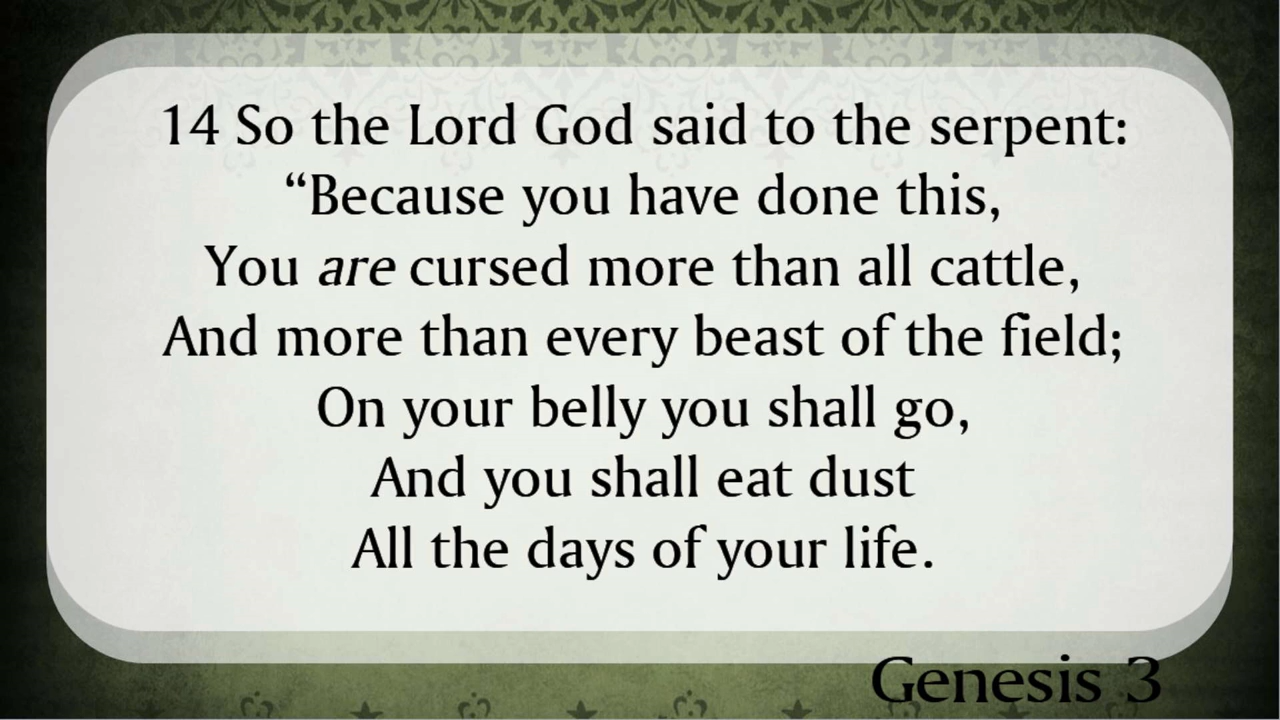 14 So the Lord God said to the serpent:
“Because you have done this,
You are cursed more than all cattle,
And more than every beast of the field;
On your belly you shall go,
And you shall eat dust
All the days of your life.
Genesis 3